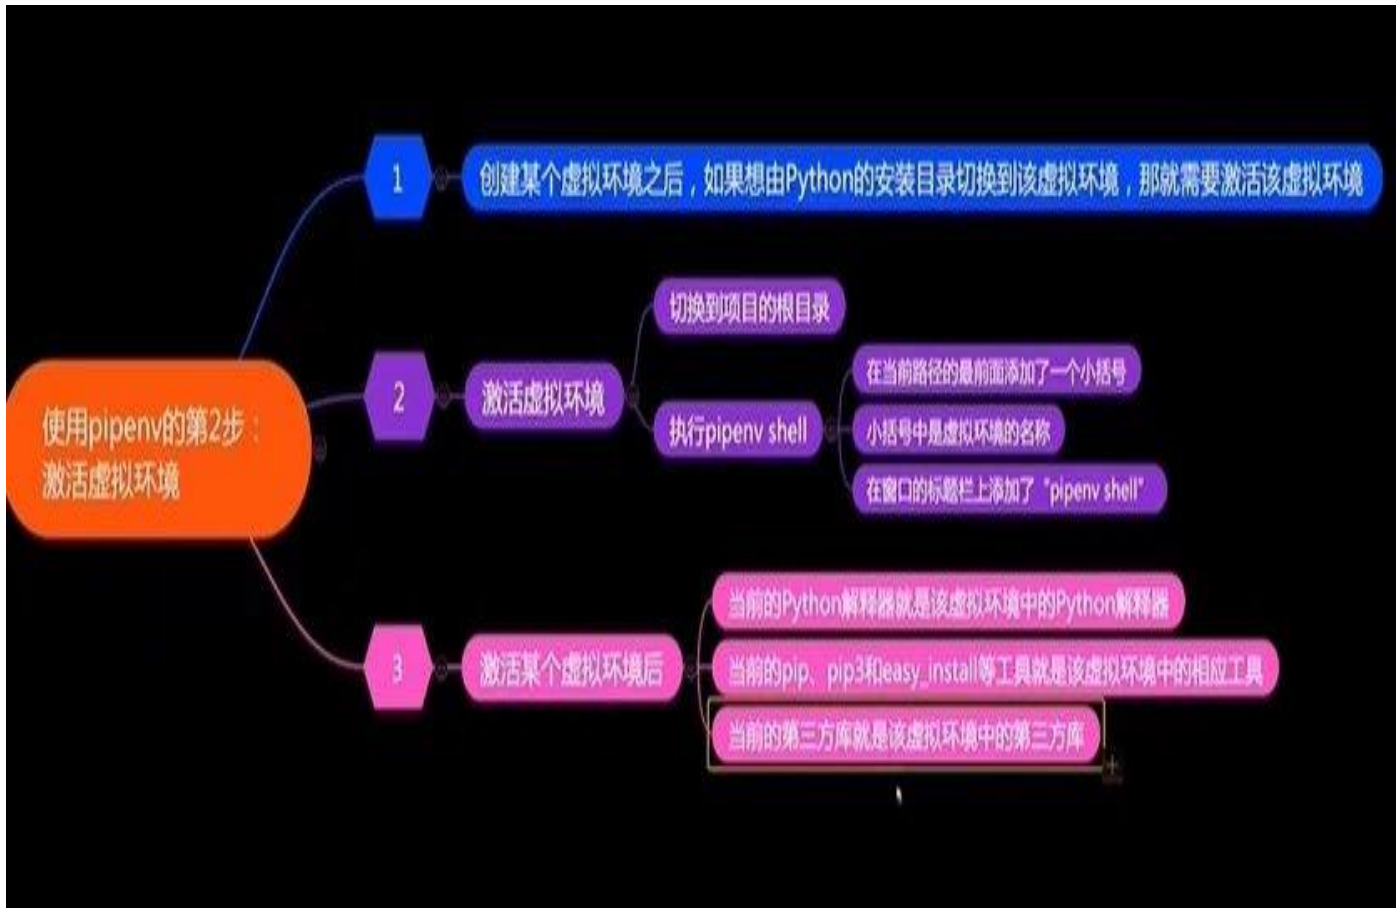 使用pipenv的第2步：
激活虚拟环境
1
创建某个虚拟环境之后，如果想由Python的安装目录切换到该虚拟环境，那就需要激活该虚拟环境
2
激活虚拟环境
切换到项目的根目录
执行pipenv shell
在当前路径的最前面添加了一个小括号
小括号中是虚拟环境的名称
在窗口的标题栏上添加了“pipenv shell”
3
激活某个虚拟环境后
当前的Python解释器就是该虚拟环境中的Python解释器
当前的pip、pip3和easy_install等工具就是该虚拟环境中的相应工具
当前的第三方库就是该虚拟环境中的第三方库